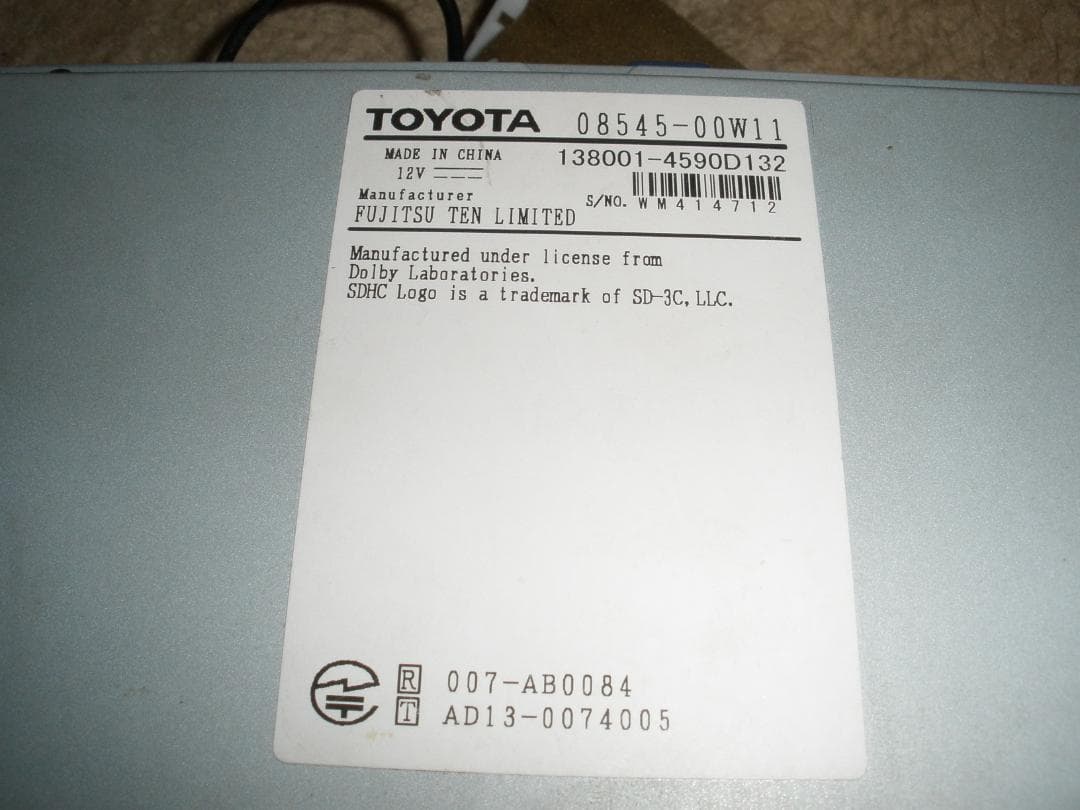 TOYOTA 08545-00W11
MADE IN CHINA 138001-4590D132
12V
Manufacturer S/NO. WM414712
FUJITSU TEN LIMITED
Manufactured under license from
Dolby Laboratories.
SDHC Logo is a trademark of SD-3C, LLC.
R 007-AB0084
T AD13-0074005